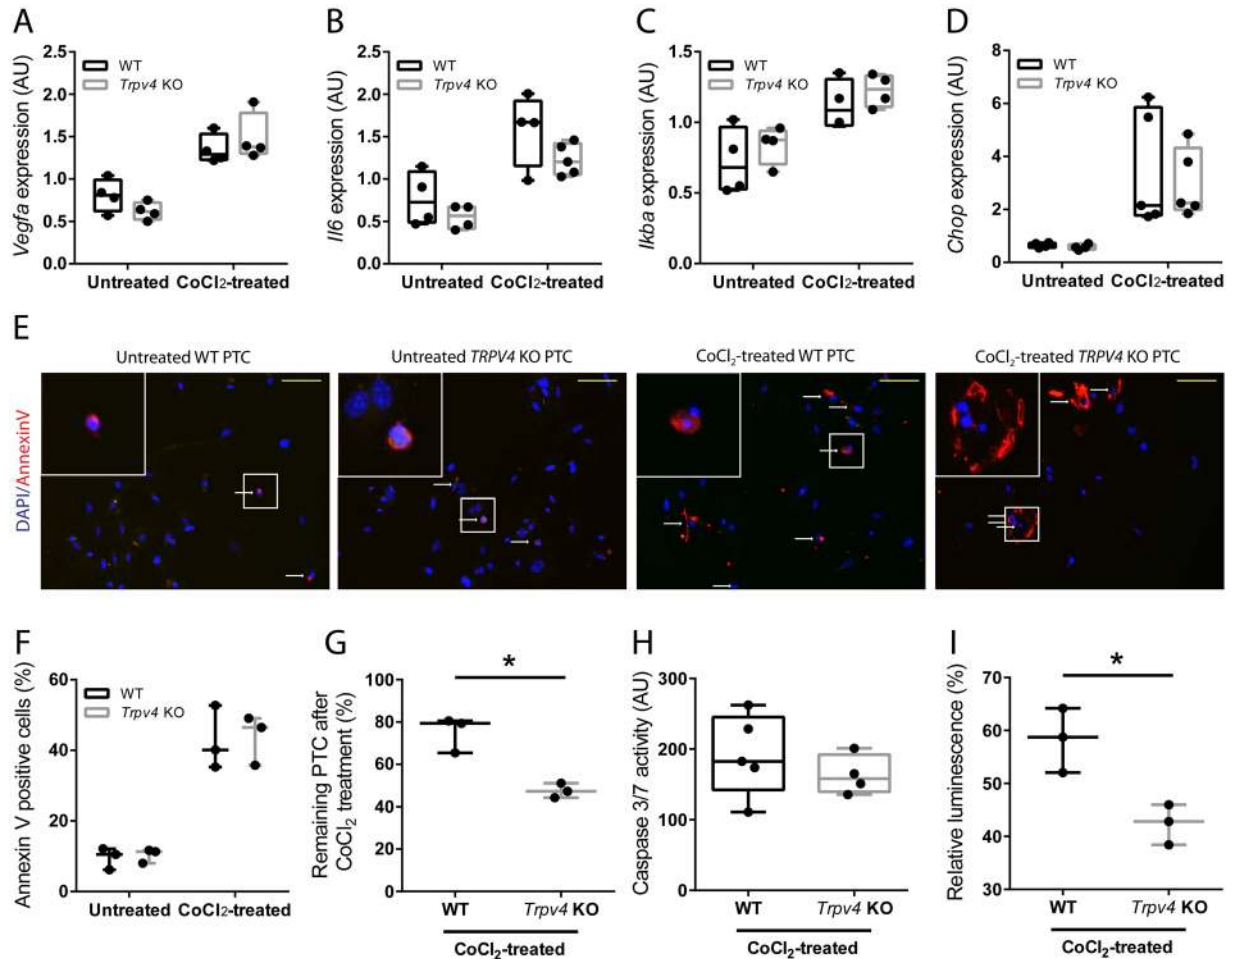 A
Vegfa expression (AU)
2.5
2.0
1.5
1.0
0.5
0.0
WT
Trpv4 KO
Untreated CoCl2-treated
B
Il6 expression (AU)
2.5
2.0
1.5
1.0
0.5
0.0
WT
Trpv4 KO
Untreated CoCl2-treated
C
Ikba expression (AU)
1.5
1.0
0.5
0.0
WT
Trpv4 KO
Untreated CoCl2-treated
D
Chop expression (AU)
8
6
4
2
0
WT
Trpv4 KO
Untreated CoCl2-treated
E
DAPI/AnnexinV
Untreated WT PTC
Untreated TRPV4 KO PTC
CoCl2-treated WT PTC
CoCl2-treated TRPV4 KO PTC
F
Annexin V positive cells (%)
60
40
20
0
WT
Trpv4 KO
Untreated CoCl2-treated
G
Remaining PTC after
CoCl2 treatment (%)
100
80
60
40
20
0
*
WT Trpv4 KO
CoCl2-treated
H
Caspase 3/7 activity (AU)
300
200
100
0
WT Trpv4 KO
CoCl2-treated
I
Relative luminescence (%)
70
60
50
40
30
*
WT Trpv4 KO
CoCl2-treated